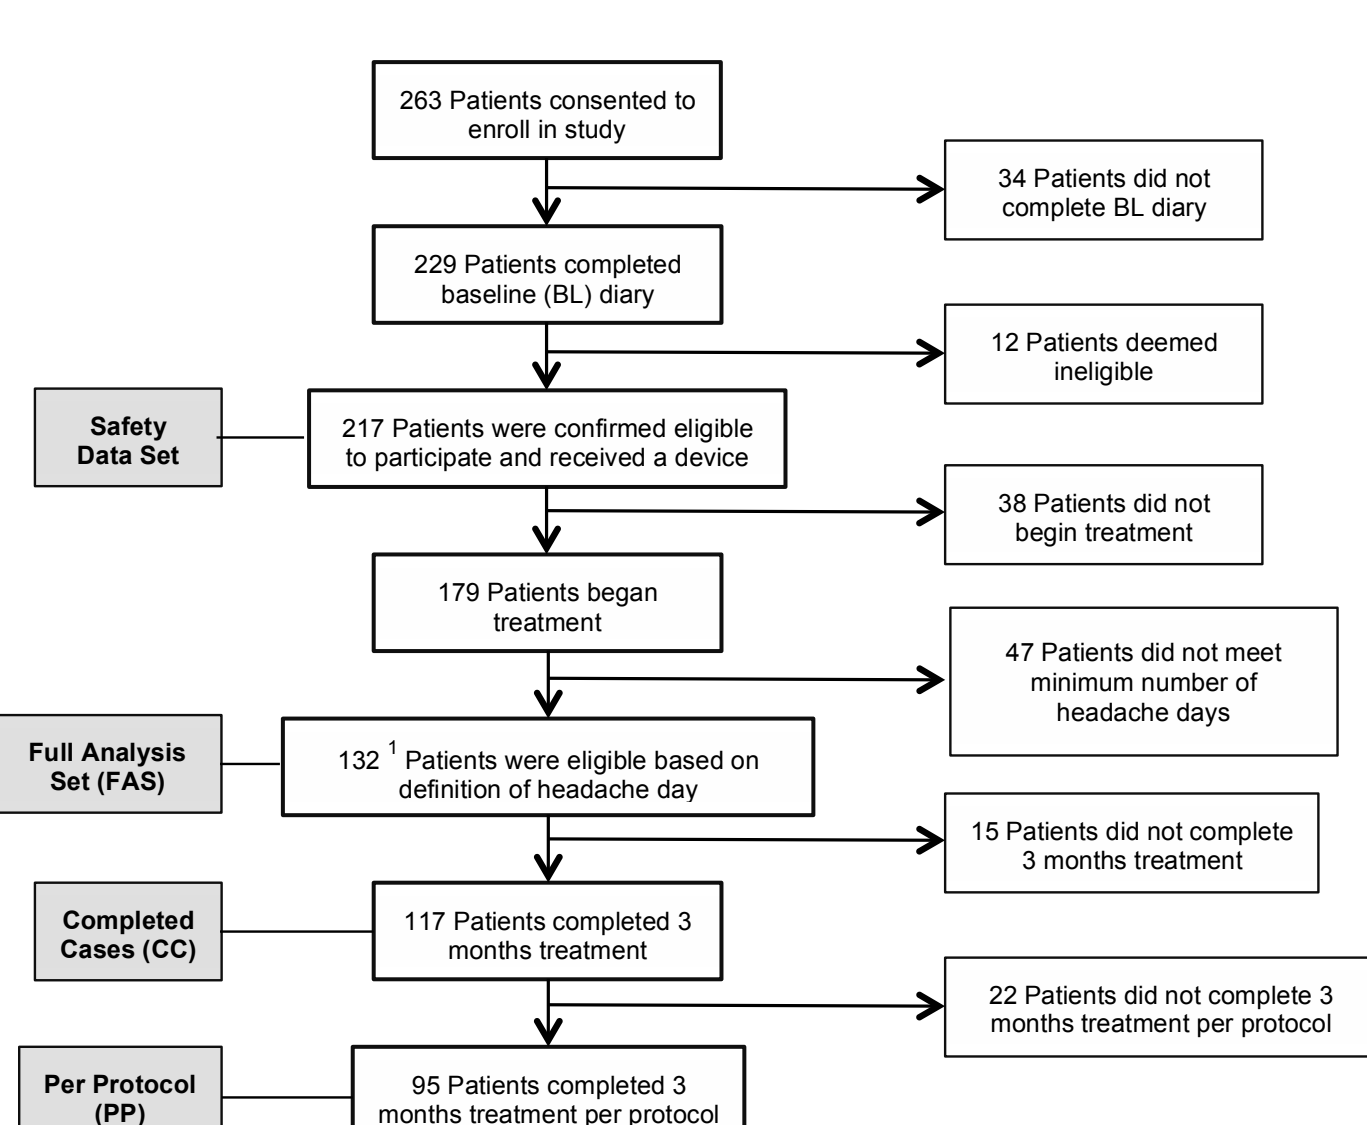 263 Patients consented to
enroll in study
34 Patients did not
complete BL diary
229 Patients completed
baseline (BL) diary
12 Patients deemed
ineligible
Safety
Data Set
217 Patients were confirmed eligible
to participate and received a device
38 Patients did not
begin treatment
179 Patients began
treatment
47 Patients did not meet
minimum number of
headache days
Full Analysis
Set (FAS)
132 1 Patients were eligible based on
definition of headache day
15 Patients did not complete
3 months treatment
Completed
Cases (CC)
117 Patients completed 3
months treatment
22 Patients did not complete 3
months treatment per protocol
Per Protocol
(PP)
95 Patients completed 3
months treatment per protocol